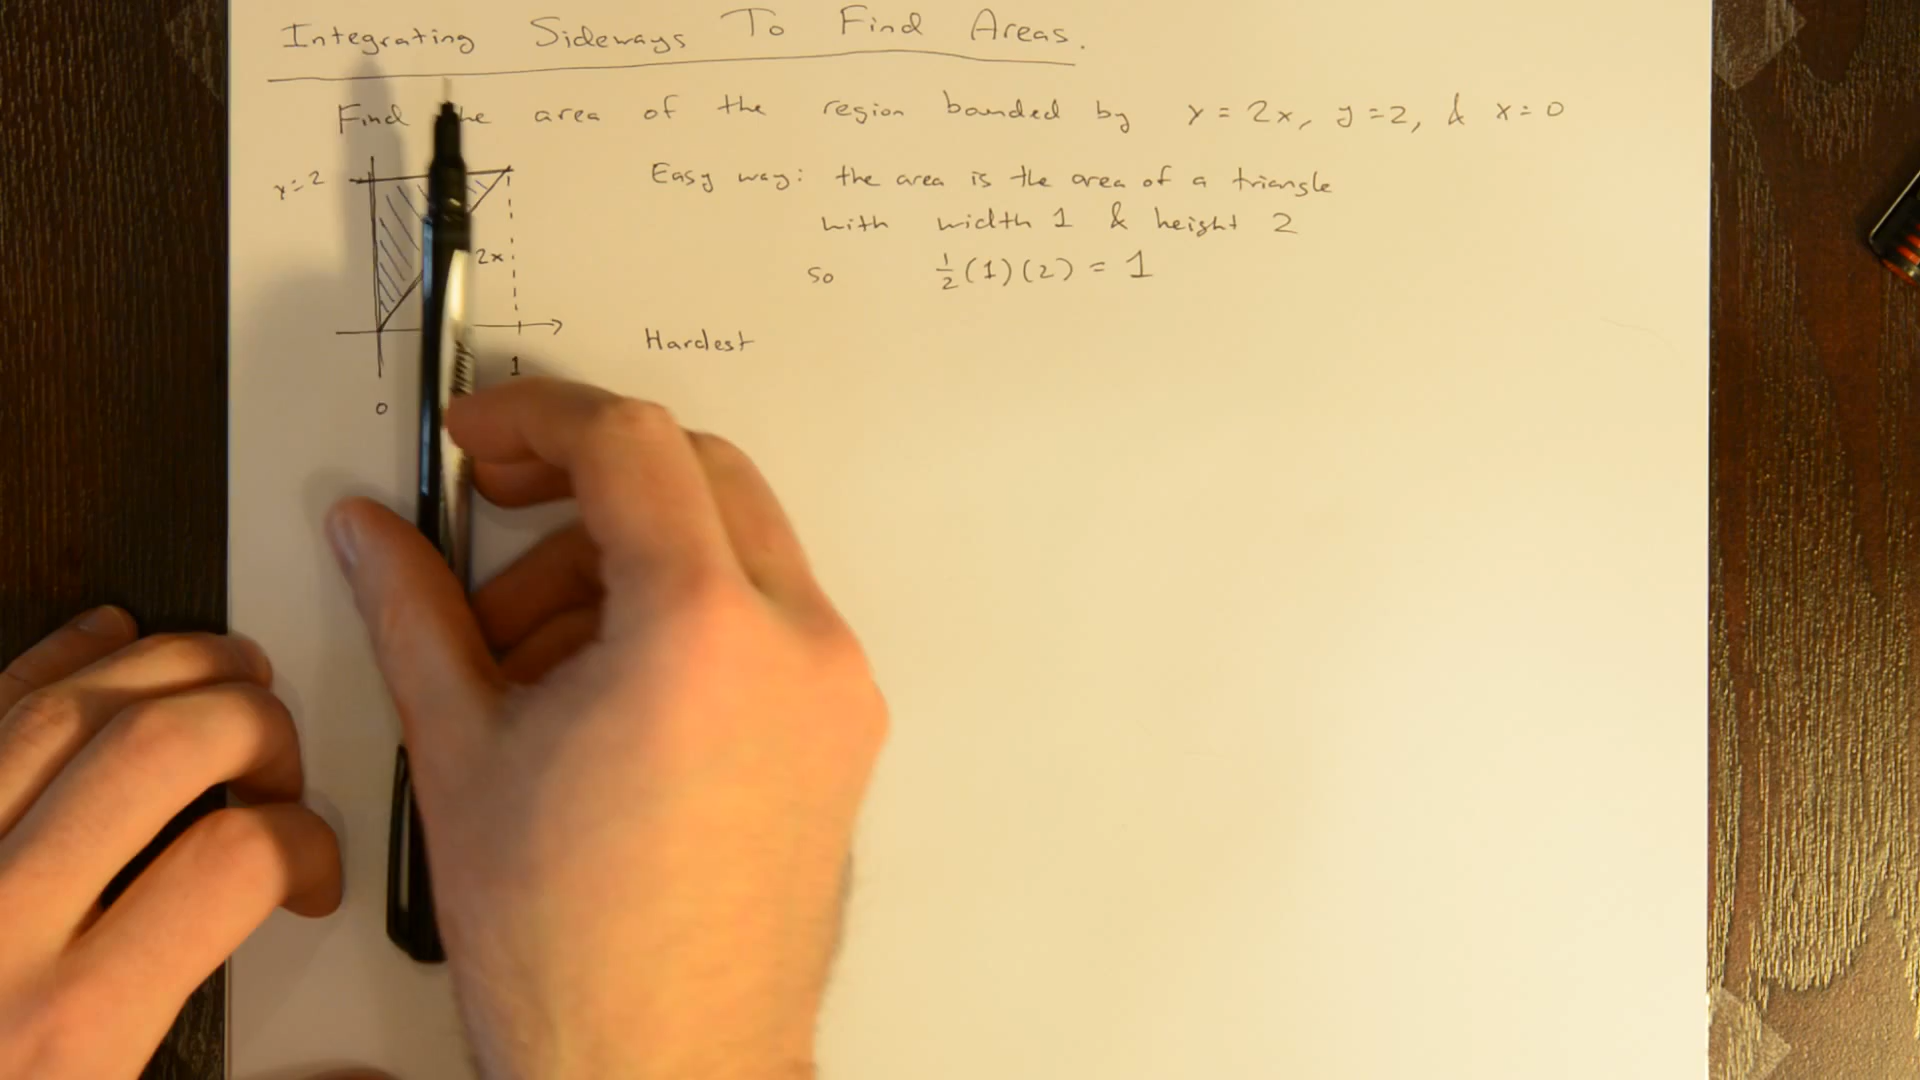 Integrating Sideways To Find Areas.
Find the area of the region bounded by y = 2x, y = 2, & x = 0
y = 2
Easy way: the area is the area of a triangle
with width 1 & height 2
2x
so ½(1)(2) = 1
Hardest
1
0